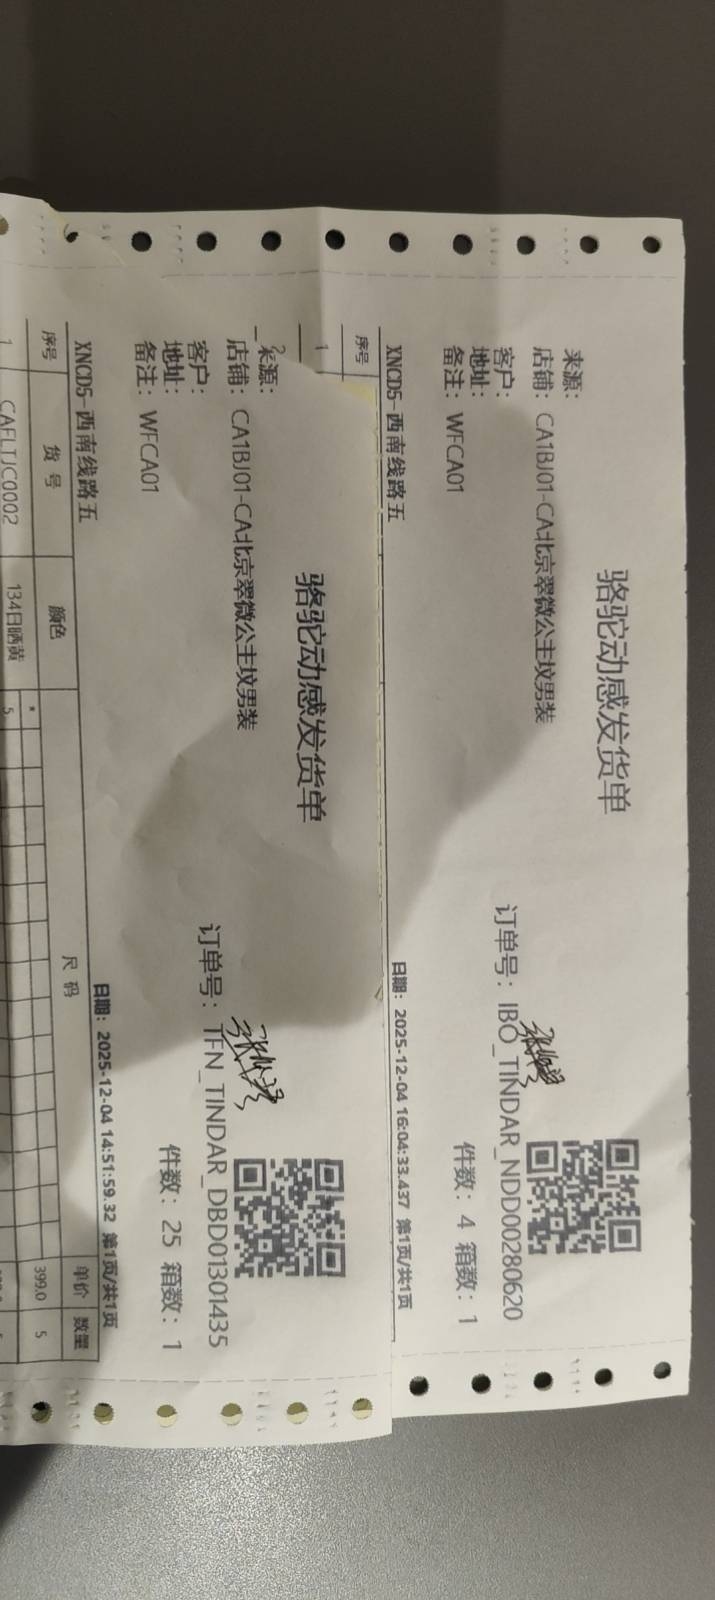 骆驼动感发货单
来源：
店铺：CA1BJ01-CA北京翠微公主坟男装
客户：
地址：
备注：WFCA01
订单号：IBO_TINDAR_NDD00280620
件数：4 箱数：1
XNCD5-西南线路五
日期：2025-12-04 16:04:33.437 第1页/共1页
序号
1
骆驼动感发货单
来源：
店铺：CA1BJ01-CA北京翠微公主坟男装
客户：
地址：
备注：WFCA01
订单号：TFN_TINDAR_DBD01301435
件数：25 箱数：1
XNCD5-西南线路五
日期：2025-12-04 14:51:59.32 第1页/共1页
序号 货号 颜色 尺码 单价 数量
*
1 CAFLTJC0002 134日晒黄 5 399.0 5